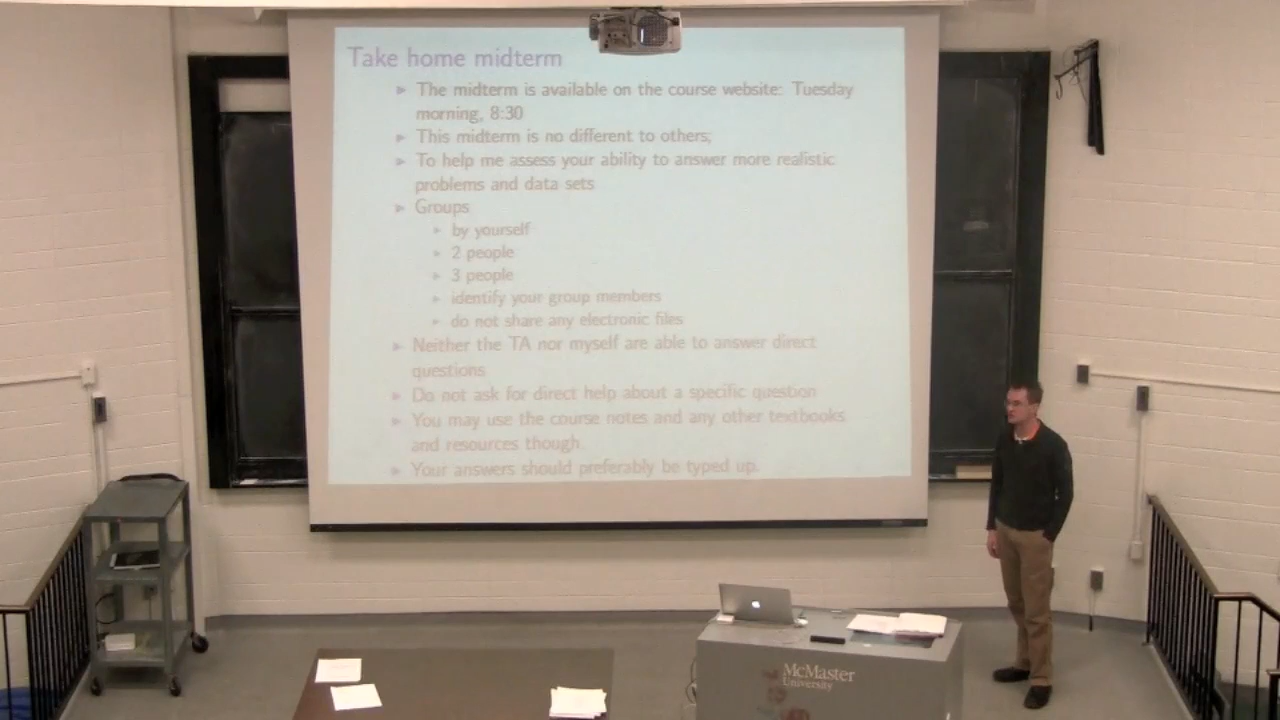 Take home midterm
The midterm is available on the course website: Tuesday
morning, 8:30
This midterm is no different to others;
To help me assess your ability to answer more realistic
problems and data sets
Groups
by yourself
2 people
3 people
identify your group members
do not share any electronic files
Neither the TA nor myself are able to answer direct
questions
Do not ask for direct help about a specific question
You may use the course notes and any other textbooks
and resources though
Your answers should preferably be typed up.
McMaster
University